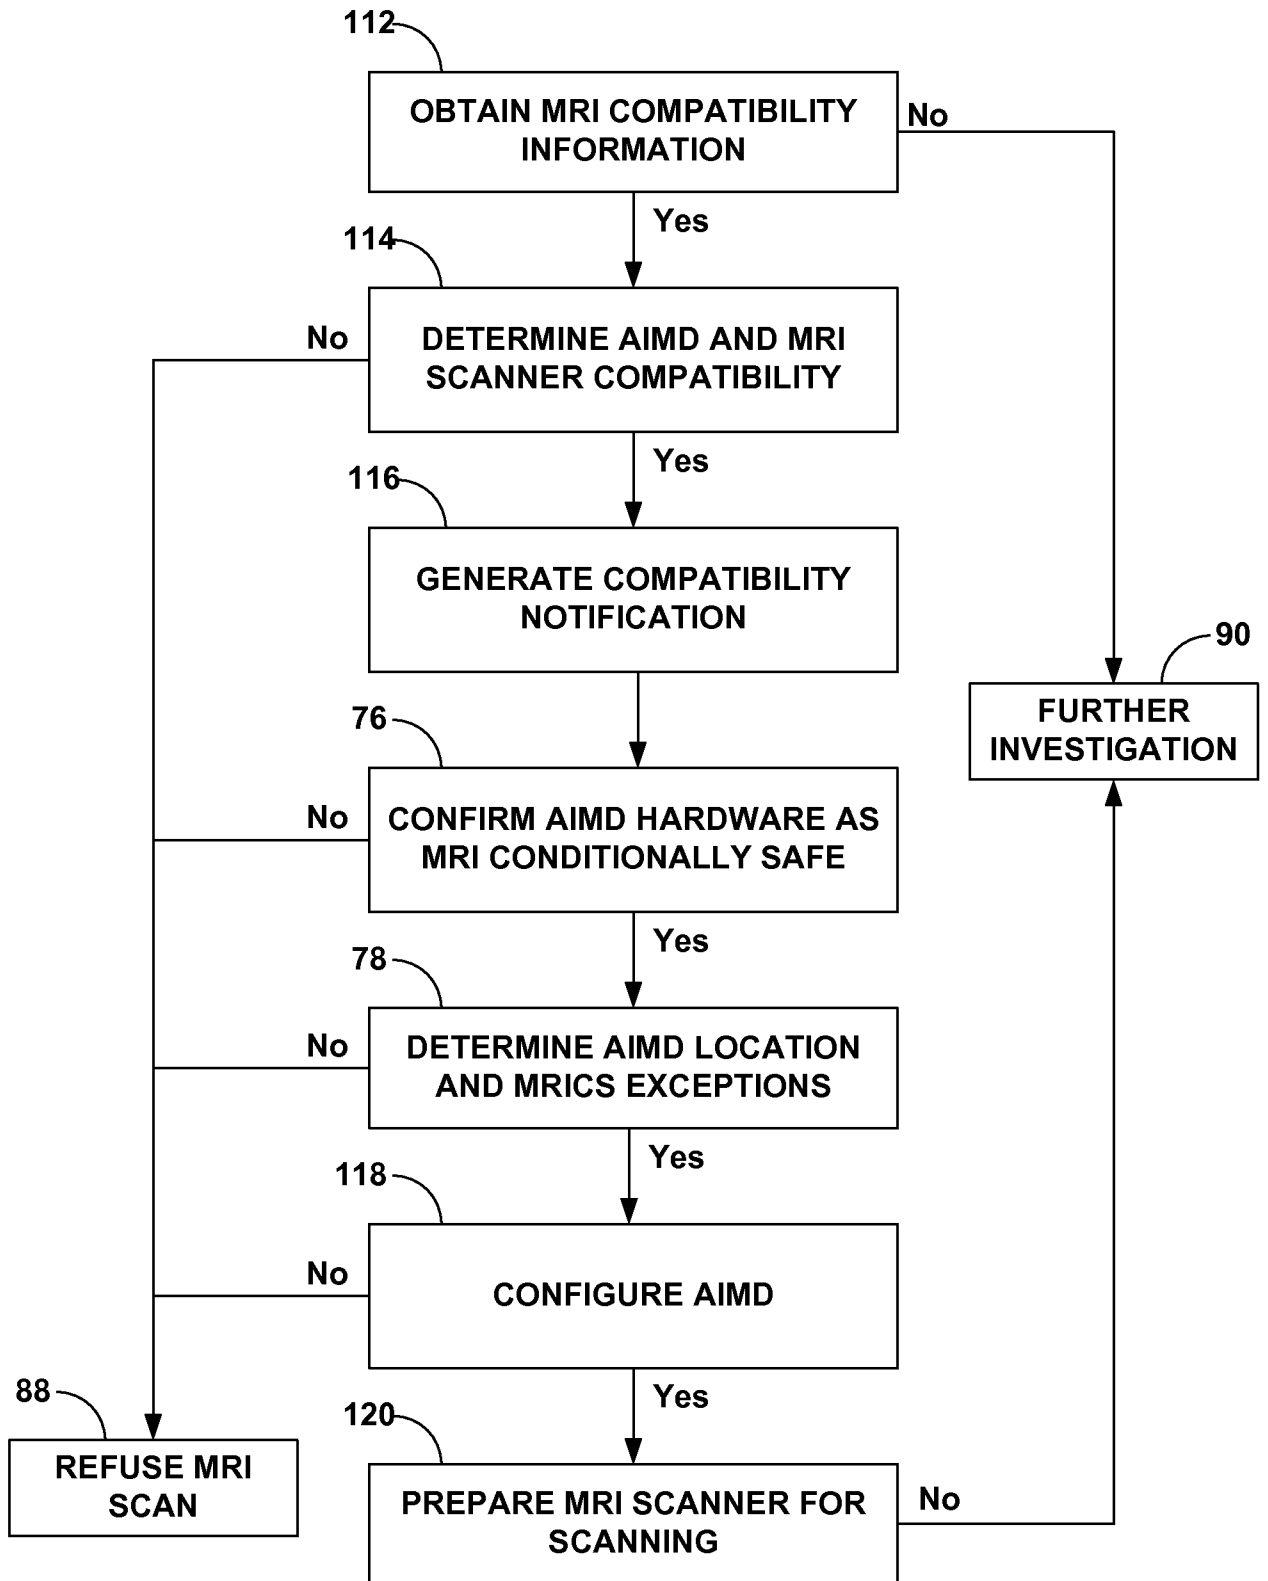 112
OBTAIN MRI COMPATIBILITY
INFORMATION
No
Yes
114
No
DETERMINE AIMD AND MRI
SCANNER COMPATIBILITY
Yes
116
GENERATE COMPATIBILITY
NOTIFICATION
90
FURTHER
INVESTIGATION
76
No
CONFIRM AIMD HARDWARE AS
MRI CONDITIONALLY SAFE
Yes
78
No
DETERMINE AIMD LOCATION
AND MRICS EXCEPTIONS
Yes
118
No
CONFIGURE AIMD
Yes
88
REFUSE MRI
SCAN
120
PREPARE MRI SCANNER FOR
SCANNING
No